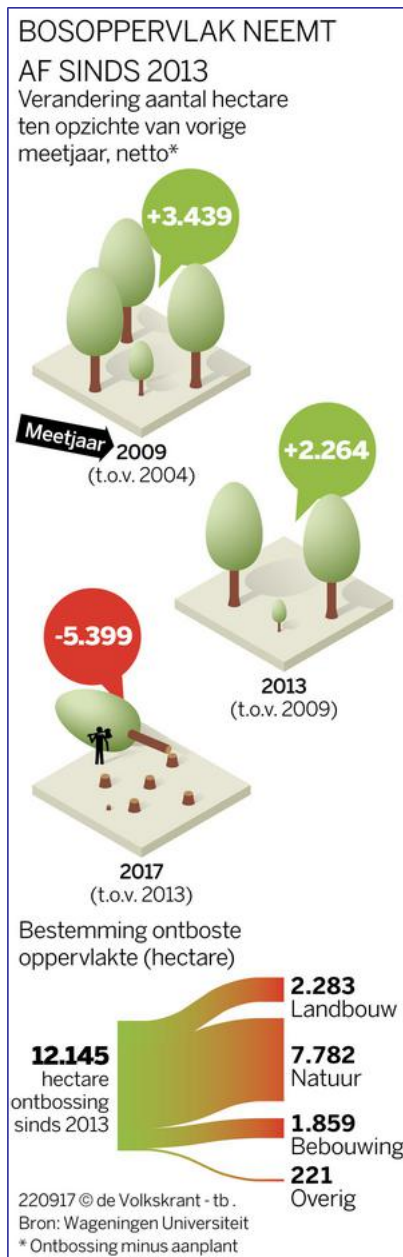 BOSOPPERVLAK NEEMT
AF SINDS 2013
Verandering aantal hectare
ten opzichte van vorige
meetjaar, netto*
+3.439
Meetjaar
2009
(t.o.v. 2004)
+2.264
2013
(t.o.v. 2009)
-5.399
2017
(t.o.v. 2013)
Bestemming ontboste
oppervlakte (hectare)
12.145
hectare
ontbossing
sinds 2013
2.283
Landbouw
7.782
Natuur
1.859
Bebouwing
221
Overig
220917 © de Volkskrant - tb.
Bron: Wageningen Universiteit
* Ontbossing minus aanplant